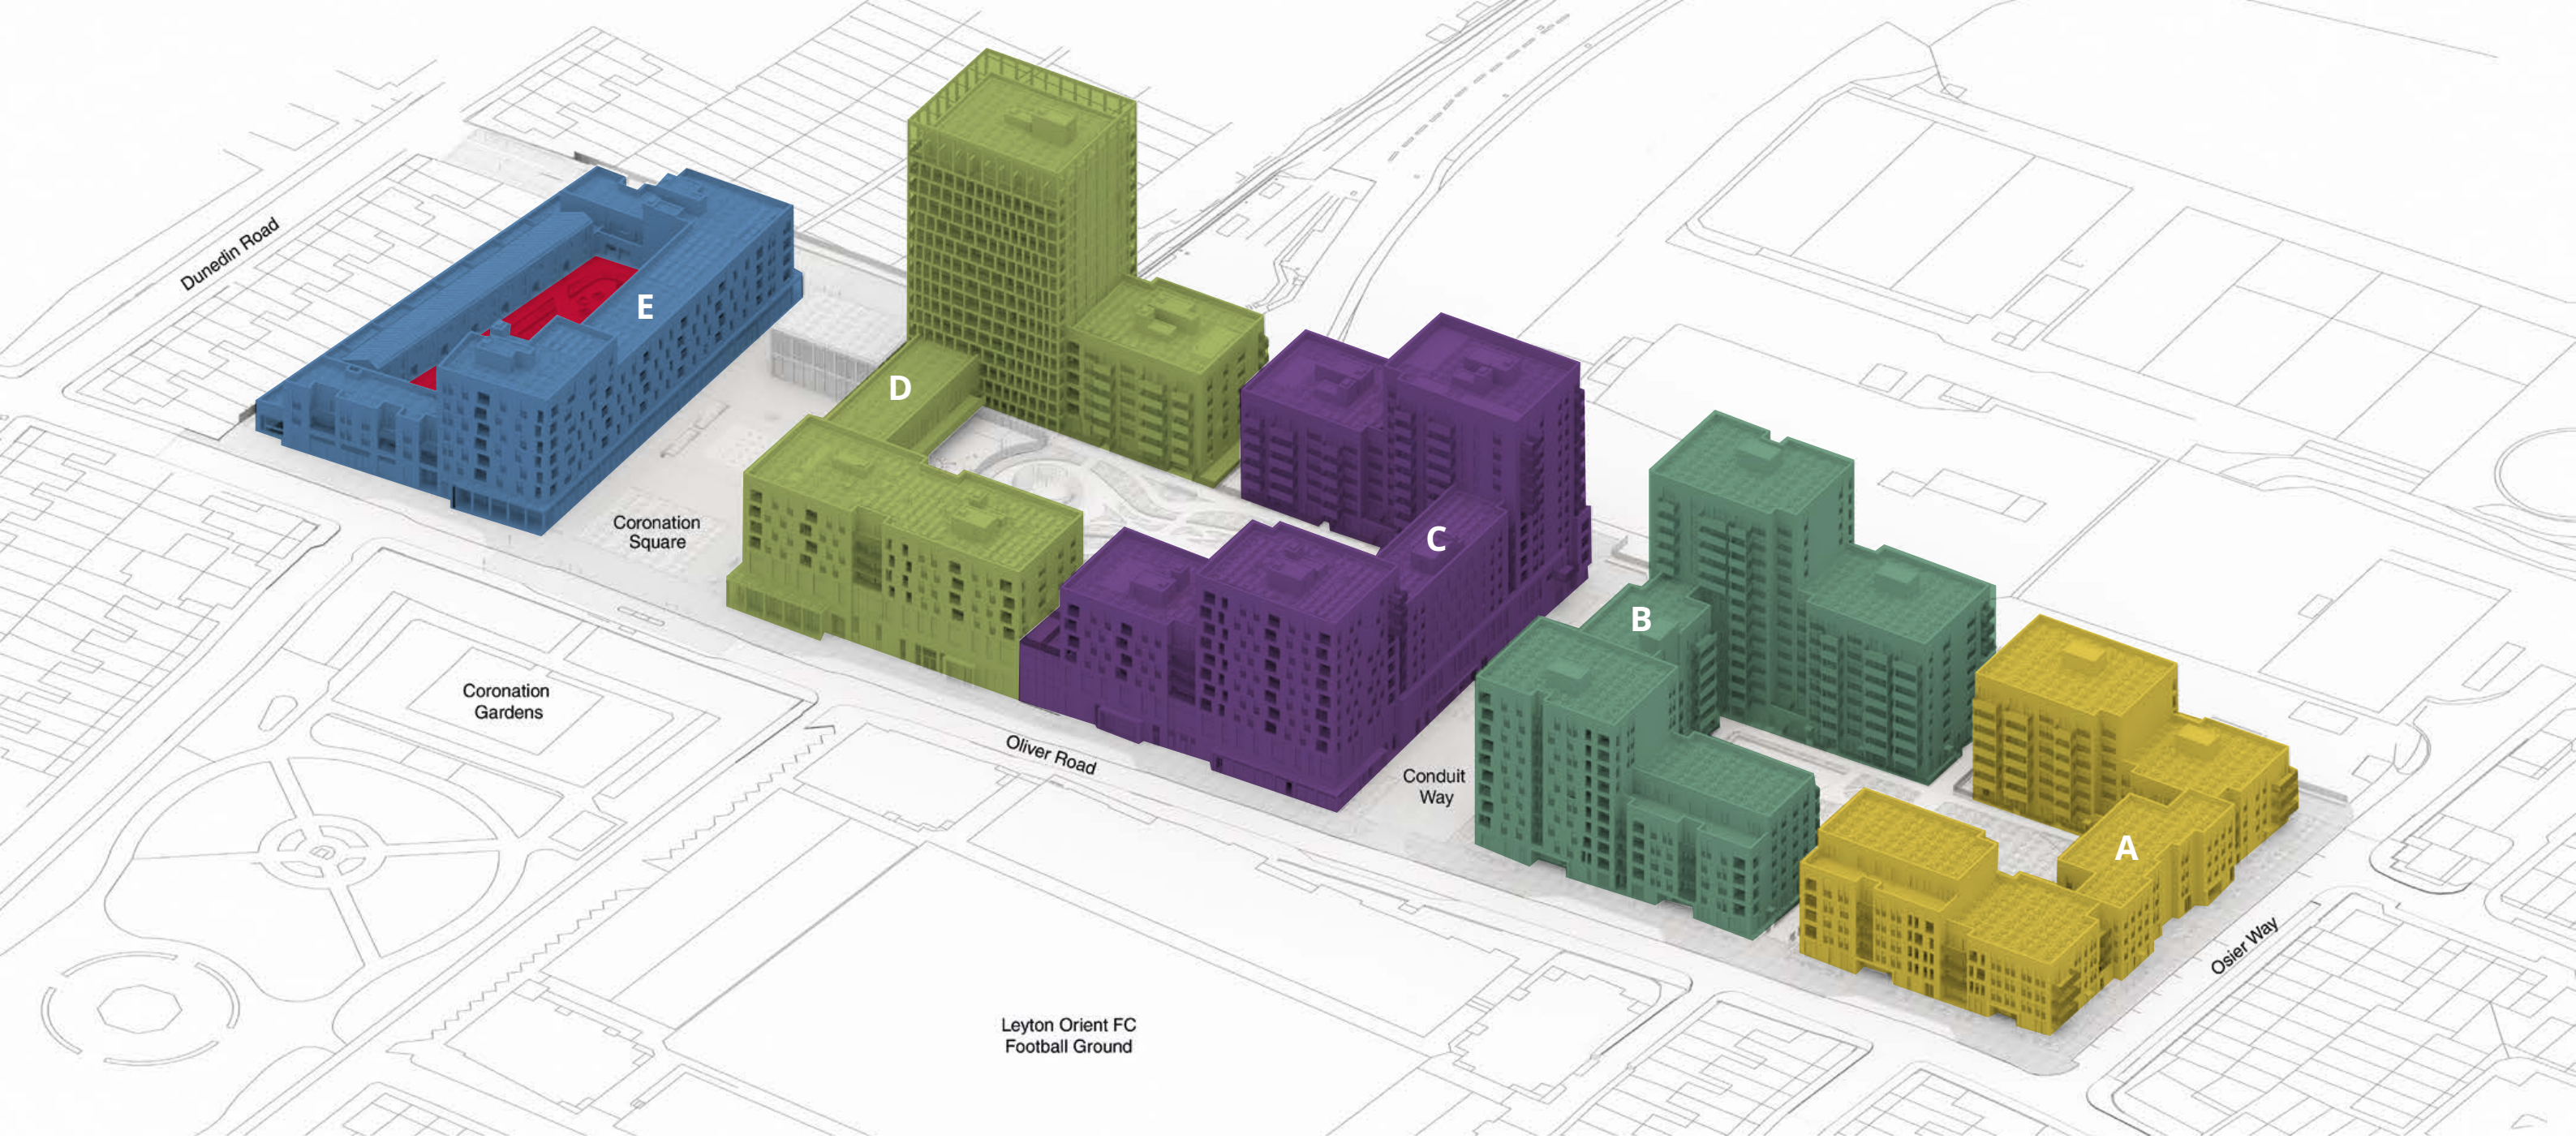 Dunedin Road
E
D
C
B
A
Coronation
Square
Coronation
Gardens
Oliver Road
Conduit
Way
Osier Way
Leyton Orient FC
Football Ground